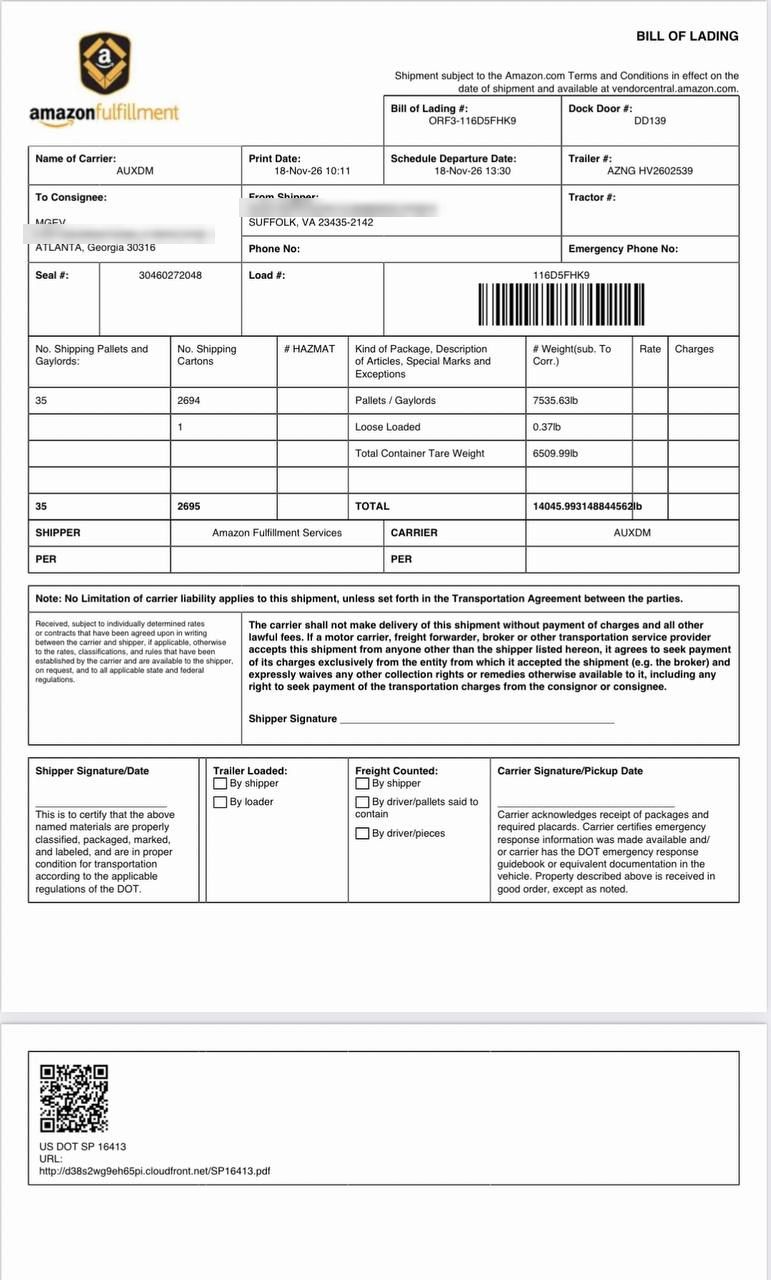 BILL OF LADING
a
amazonfulfillment
Shipment subject to the Amazon.com Terms and Conditions in effect on the
date of shipment and available at vendorcentral.amazon.com.
Bill of Lading #:
ORF3-116D5FHK9
Dock Door #:
DD139
Name of Carrier:
AUXDM
Print Date:
18-Nov-26 10:11
Schedule Departure Date:
18-Nov-26 13:30
Trailer #:
AZNG HV2602539
To Consignee:
MGEV
ATLANTA, Georgia 30316
From Shipper:
SUFFOLK, VA 23435-2142
Tractor #:
Phone No:
Emergency Phone No:
Seal #:
30460272048
Load #:
116D5FHK9
No. Shipping Pallets and
Gaylords:
No. Shipping
Cartons
# HAZMAT
Kind of Package, Description
of Articles, Special Marks and
Exceptions
# Weight(sub. To
Corr.)
Rate
Charges
35 2694 Pallets / Gaylords 7535.63lb
1 Loose Loaded 0.37lb
Total Container Tare Weight 6509.99lb
35 2695 TOTAL 14045.993148844562lb
SHIPPER Amazon Fulfillment Services CARRIER AUXDM
PER PER
Note: No Limitation of carrier liability applies to this shipment, unless set forth in the Transportation Agreement between the parties.
Received, subject to individually determined rates
or contracts that have been agreed upon in writing
between the carrier and shipper, if applicable, otherwise
to the rates, classifications, and rules that have been
established by the carrier and are available to the shipper,
on request, and to all applicable state and federal
regulations.
The carrier shall not make delivery of this shipment without payment of charges and all other
lawful fees. If a motor carrier, freight forwarder, broker or other transportation service provider
accepts this shipment from anyone other than the shipper listed hereon, it agrees to seek payment
of its charges exclusively from the entity from which it accepted the shipment (e.g. the broker) and
expressly waives any other collection rights or remedies otherwise available to it, including any
right to seek payment of the transportation charges from the consignor or consignee.
Shipper Signature
Shipper Signature/Date
This is to certify that the above
named materials are properly
classified, packaged, marked,
and labeled, and are in proper
condition for transportation
according to the applicable
regulations of the DOT.
Trailer Loaded:
By shipper
By loader
Freight Counted:
By shipper
By driver/pallets said to
contain
By driver/pieces
Carrier Signature/Pickup Date
Carrier acknowledges receipt of packages and
required placards. Carrier certifies emergency
response information was made available and/
or carrier has the DOT emergency response
guidebook or equivalent documentation in the
vehicle. Property described above is received in
good order, except as noted.
US DOT SP 16413
URL:
http://d38s2wg9eh65pi.cloudfront.net/SP16413.pdf